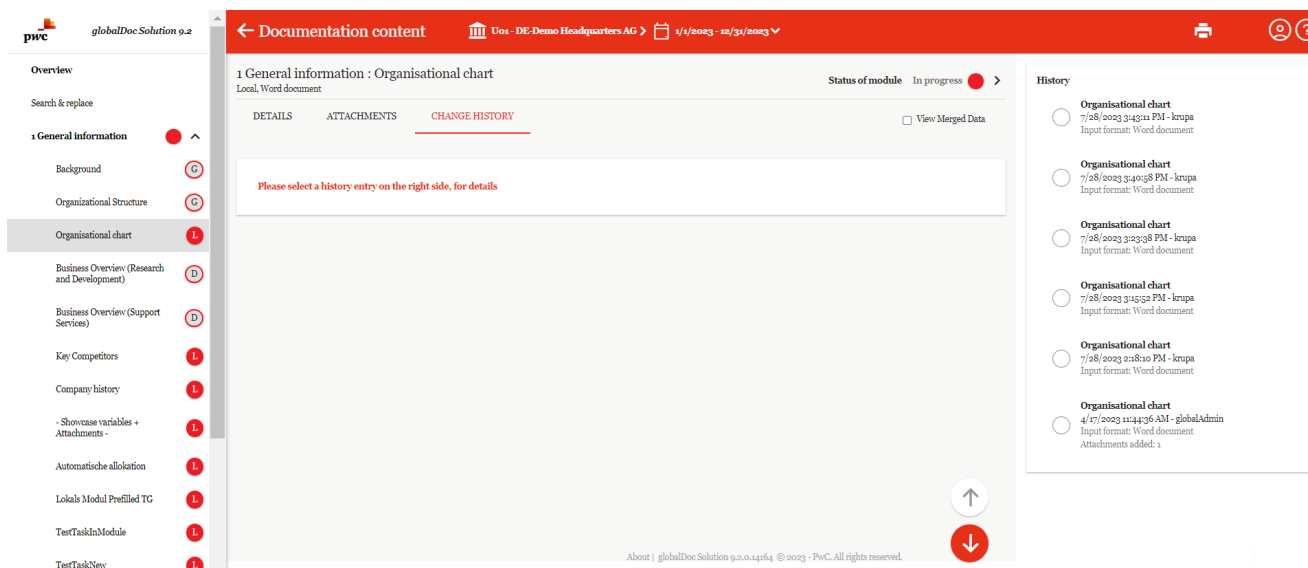 pwc
globalDoc Solution 9.2
Documentation content
U01 - DE-Demo Headquarters AG
1/1/2023 - 12/31/2023
Overview
Search & replace
1 General information
Background
G
Organizational Structure
G
Organisational chart
L
Business Overview (Research
and Development)
D
Business Overview (Support
Services)
D
Key Competitors
L
Company history
L
- Showcase variables +
Attachments -
L
Automatische allokation
L
Lokals Modul Prefilled TG
L
TestTaskInModule
L
TestTaskNew
L
1 General information : Organisational chart
Local, Word document
Status of module In progress
DETAILS ATTACHMENTS CHANGE HISTORY
View Merged Data
Please select a history entry on the right side, for details
History
Organisational chart
7/28/2023 3:43:11 PM - krupa
Input format: Word document
Organisational chart
7/28/2023 3:40:58 PM - krupa
Input format: Word document
Organisational chart
7/28/2023 3:23:38 PM - krupa
Input format: Word document
Organisational chart
7/28/2023 3:15:52 PM - krupa
Input format: Word document
Organisational chart
7/28/2023 2:18:10 PM - krupa
Input format: Word document
Organisational chart
4/17/2023 11:44:36 AM - globalAdmin
Input format: Word document
Attachments added: 1
About | globalDoc Solution 9.2.0.14164 © 2023 - PwC. All rights reserved.